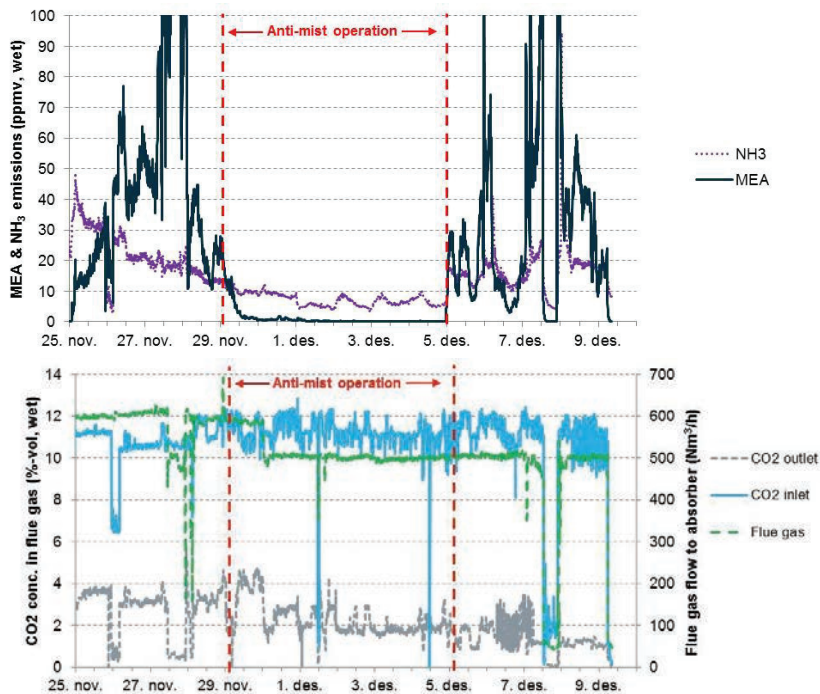 MEA & NH3 emissions (ppmv, wet)
100
90
80
70
60
50
40
30
20
10
0
Anti-mist operation
NH3
MEA
25. nov. 27. nov. 29. nov. 1. des. 3. des. 5. des. 7. des. 9. des.
CO2 conc. in flue gas (%-vol, wet)
14
12
10
8
6
4
2
0
Anti-mist operation
700
600
500
400
300
200
100
0
Flue gas flow to absorber (Nm³/h)
CO2 outlet
CO2 inlet
Flue gas
25. nov. 27. nov. 29. nov. 1. des. 3. des. 5. des. 7. des. 9. des.